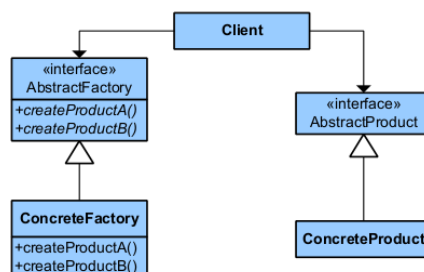 Client
«interface»
AbstractFactory
+createProductA()
+createProductB()
«interface»
AbstractProduct
ConcreteFactory
+createProductA()
+createProductB()
ConcreteProduct